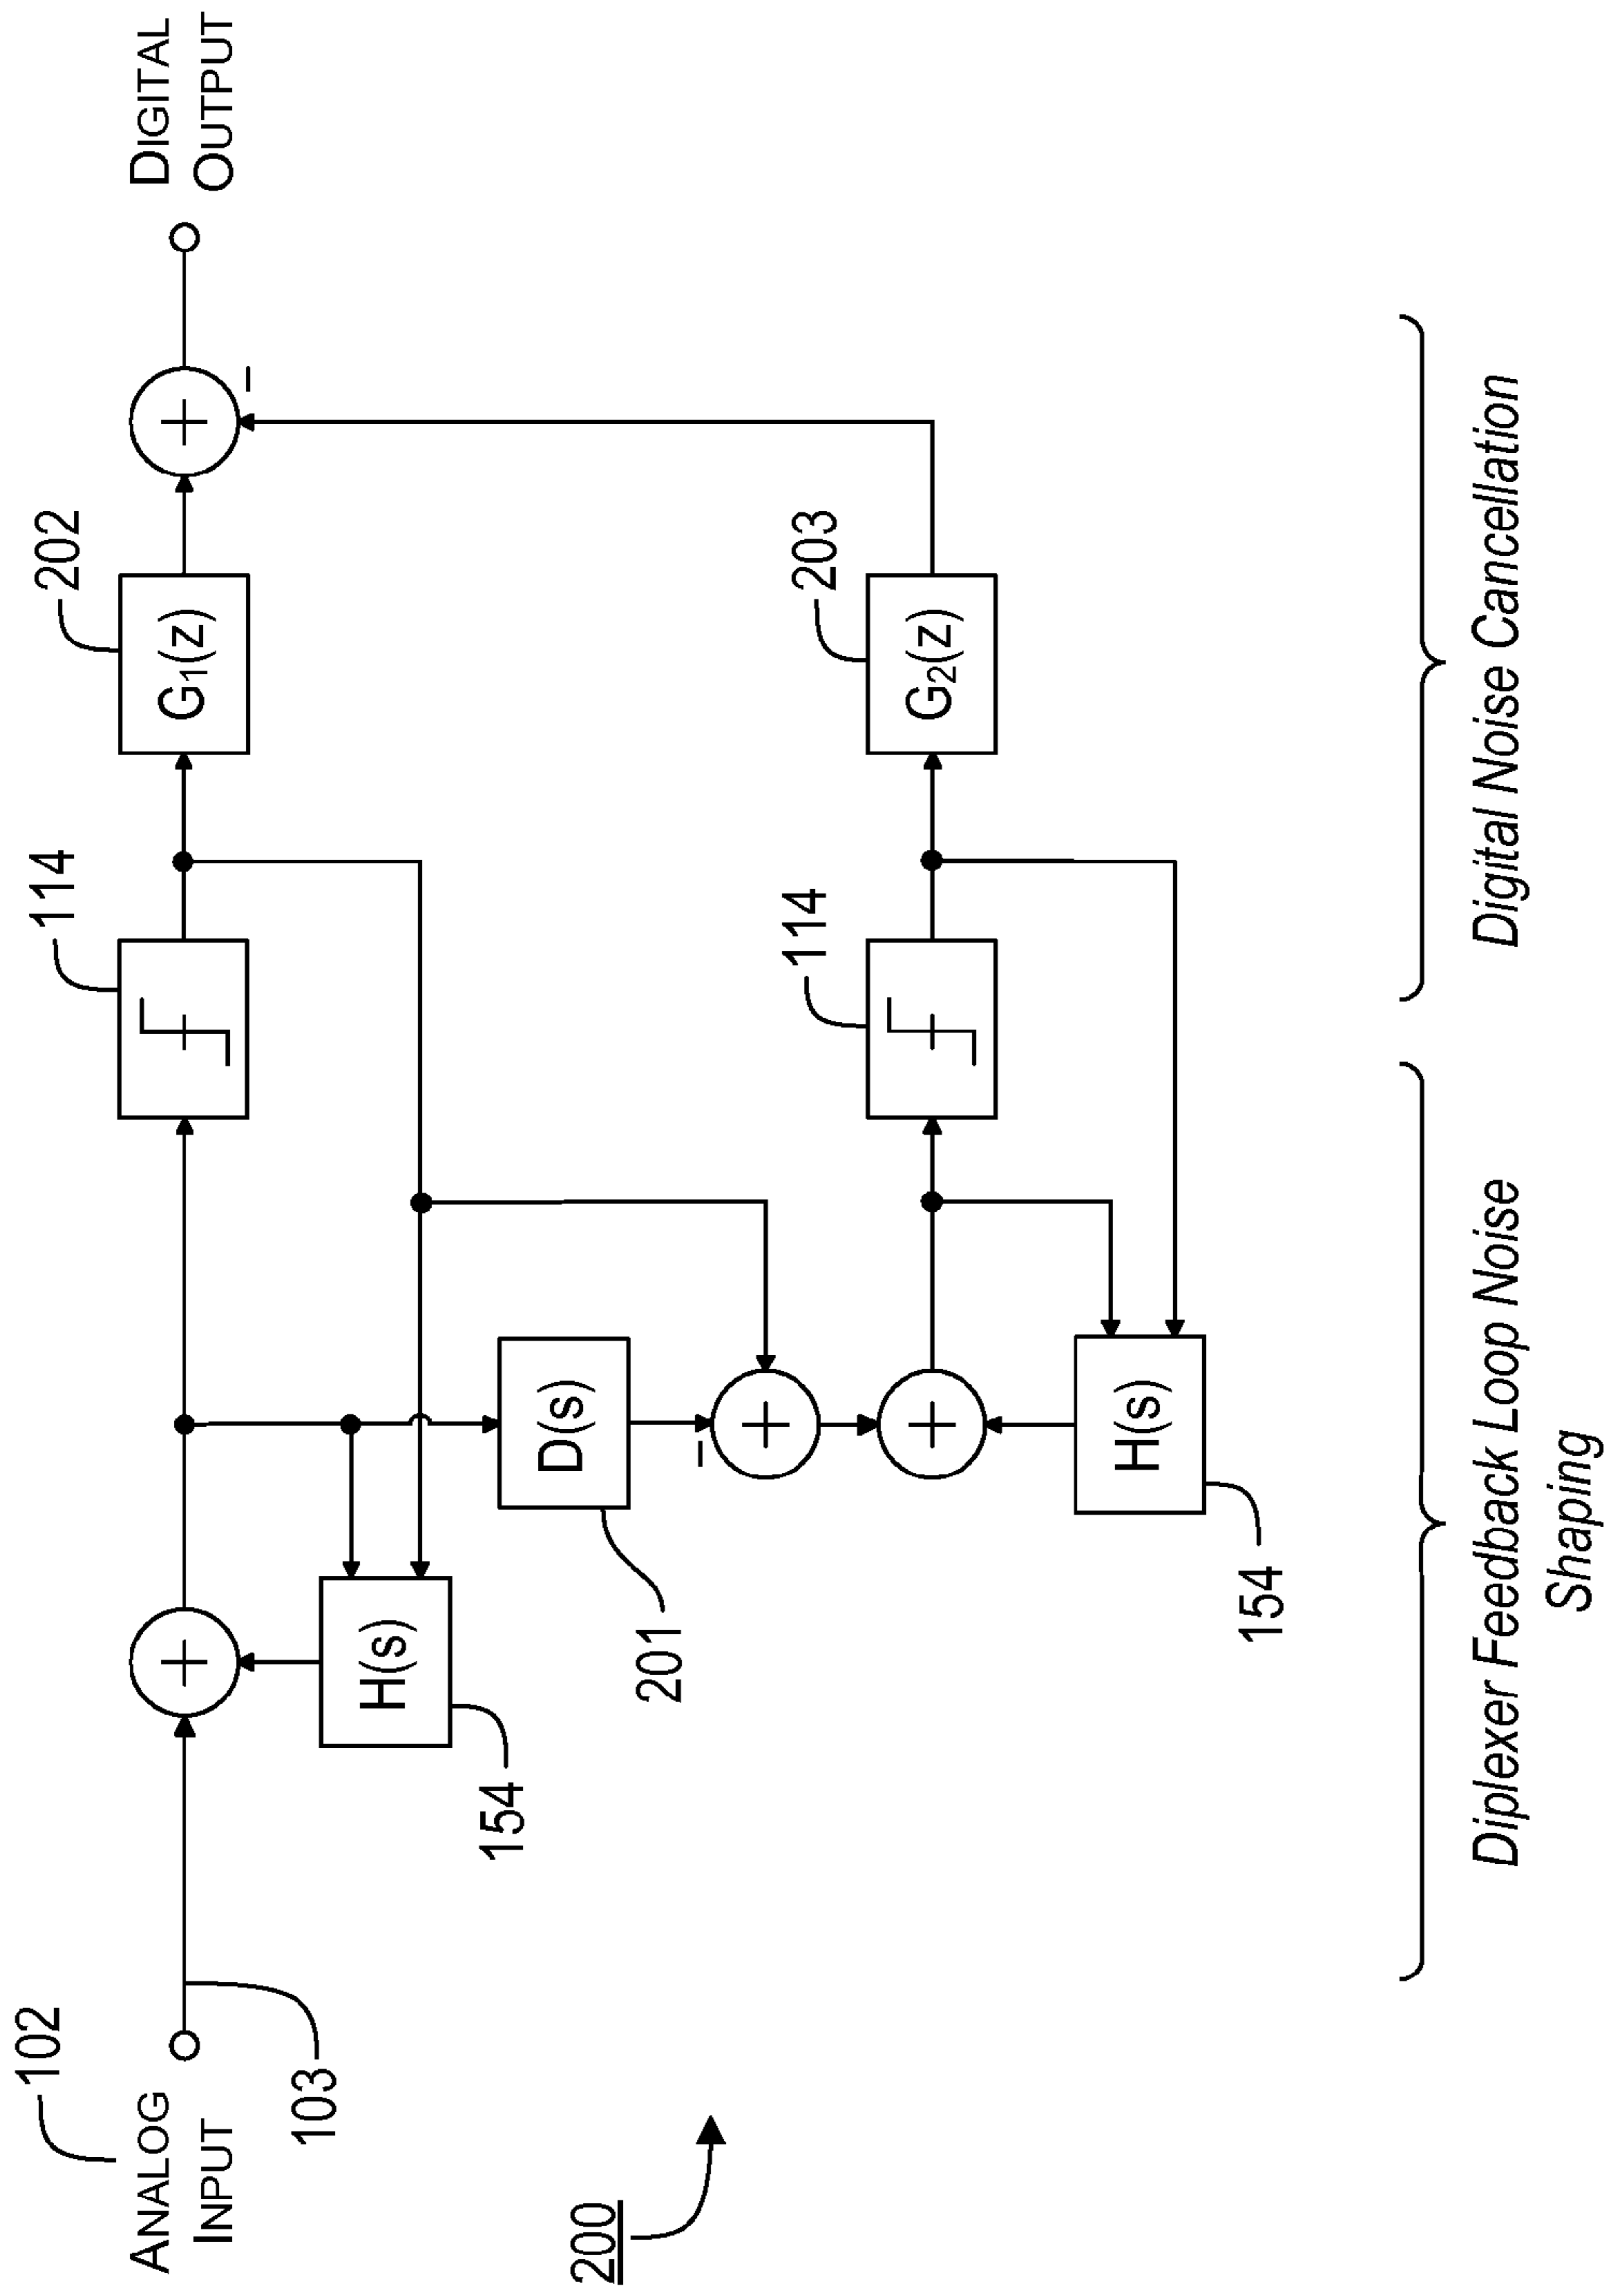 102
ANALOG
INPUT
103
114
202
DIGITAL
OUTPUT
G1(z)
H(s)
154
D(s)
201
114
203
G2(z)
H(s)
154
200
Diplexer Feedback Loop Noise
Shaping
Digital Noise Cancellation
+
+
+
+
−
−